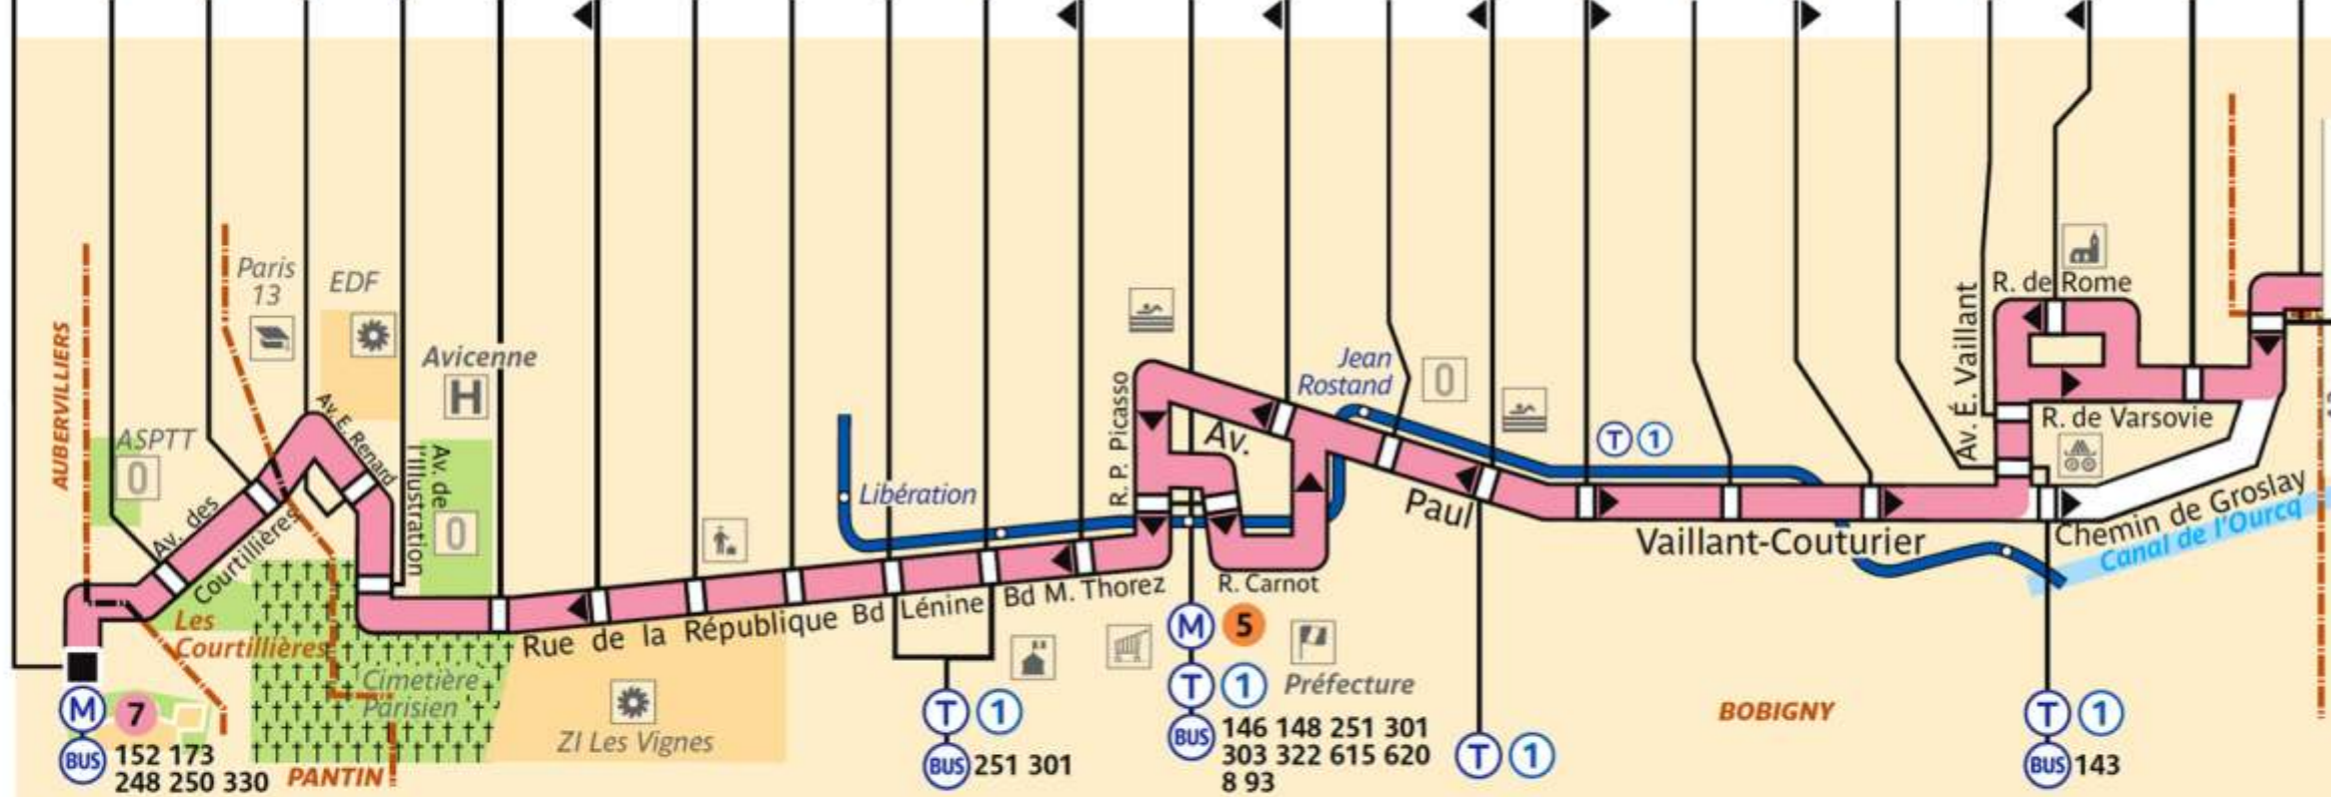 AUBERVILLIERS
ASPTT
0
Av. des
Courtillières
Les
Courtillières
M 7
BUS 152 173
248 250 330
PANTIN
Paris
13
EDF
Av. E. Renard
Av. de
l'Illustration
Avicenne
H
0
Cimetière
Parisien
Rue de la République
ZI Les Vignes
Libération
Bd Lénine
Bd M. Thorez
T 1
BUS 251 301
R. P. Picasso
Av.
R. Carnot
M 5
T 1
Préfecture
BUS 146 148 251 301
303 322 615 620
8 93
Jean
Rostand
0
Paul
T 1
T 1
Vaillant-Couturier
BOBIGNY
Av. É. Vaillant
R. de Rome
R. de Varsovie
Chemin de Groslay
Canal de l'Ourcq
T 1
BUS 143